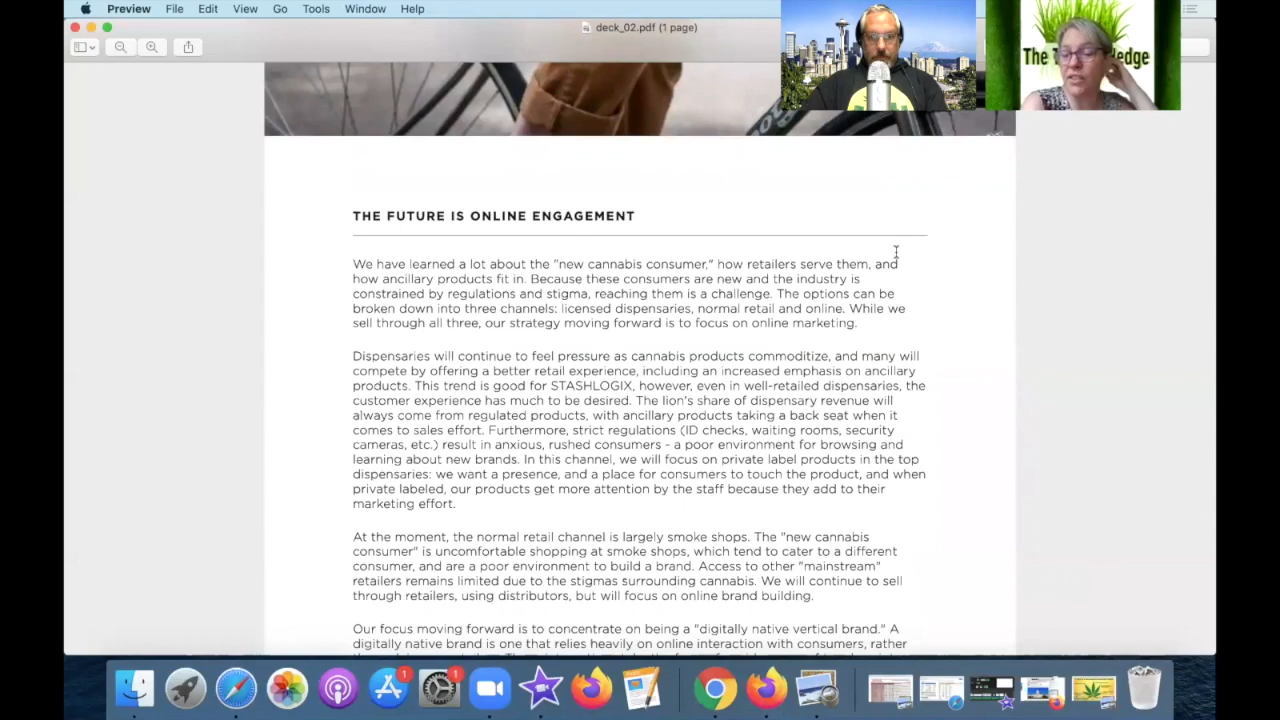 Preview File Edit View Go Tools Window Help
deck_02.pdf (1 page)
The
edge
THE FUTURE IS ONLINE ENGAGEMENT
We have learned a lot about the "new cannabis consumer," how retailers serve them, and
how ancillary products fit in. Because these consumers are new and the industry is
constrained by regulations and stigma, reaching them is a challenge. The options can be
broken down into three channels: licensed dispensaries, normal retail and online. While we
sell through all three, our strategy moving forward is to focus on online marketing.
Dispensaries will continue to feel pressure as cannabis products commoditize, and many will
compete by offering a better retail experience, including an increased emphasis on ancillary
products. This trend is good for STASHLOGIX, however, even in well-retailed dispensaries, the
customer experience has much to be desired. The lion's share of dispensary revenue will
always come from regulated products, with ancillary products taking a back seat when it
comes to sales effort. Furthermore, strict regulations (ID checks, waiting rooms, security
cameras, etc.) result in anxious, rushed consumers - a poor environment for browsing and
learning about new brands. In this channel, we will focus on private label products in the top
dispensaries: we want a presence, and a place for consumers to touch the product, and when
private labeled, our products get more attention by the staff because they add to their
marketing effort.
At the moment, the normal retail channel is largely smoke shops. The "new cannabis
consumer" is uncomfortable shopping at smoke shops, which tend to cater to a different
consumer, and are a poor environment to build a brand. Access to other "mainstream"
retailers remains limited due to the stigmas surrounding cannabis. We will continue to sell
through retailers, using distributors, but will focus on online brand building.
Our focus moving forward is to concentrate on being a "digitally native vertical brand." A
digitally native brand is one that relies heavily on online interaction with consumers, rather
1
1